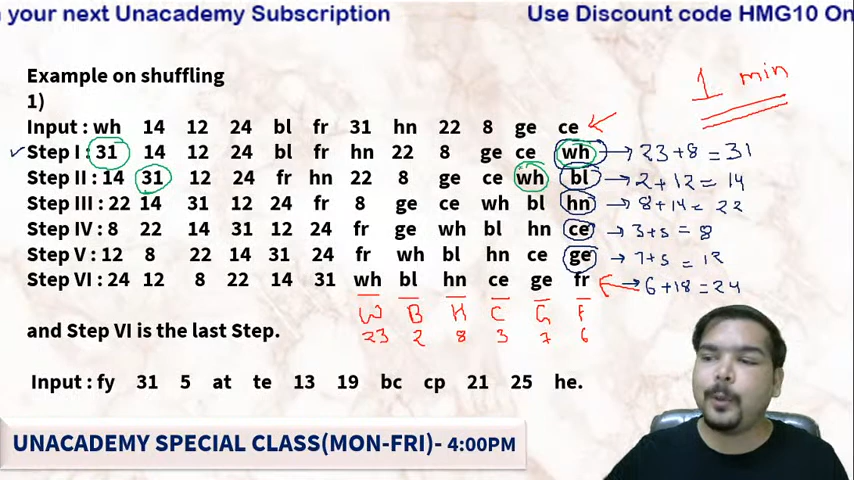 n your next Unacademy Subscription Use Discount code HMG10 On
Example on shuffling
1 min
1)
Input : wh 14 12 24 bl fr 31 hn 22 8 ge ce
Step I : 31 14 12 24 bl fr hn 22 8 ge ce wh → 23+8=31
Step II : 14 31 12 24 fr hn 22 8 ge ce wh bl → 2+12=14
Step III : 22 14 31 12 24 fr 8 ge ce wh bl hn → 8+14=22
Step IV : 8 22 14 31 12 24 fr ge wh bl hn ce → 3+5=8
Step V : 12 8 22 14 31 24 fr wh bl hn ce ge → 7+5=12
Step VI : 24 12 8 22 14 31 wh bl hn ce ge fr → 6+18=24
W B H C G F
23 2 8 3 7 6
and Step VI is the last Step.
Input : fy 31 5 at te 13 19 bc cp 21 25 he.
UNACADEMY SPECIAL CLASS(MON-FRI)- 4:00PM